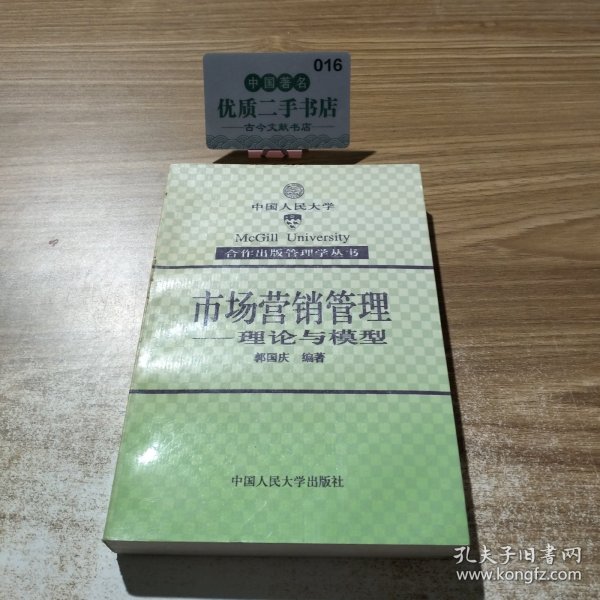 016
中国著名
优质二手书店
古今文献书店
中国人民大学
McGill University
合作出版管理学丛书
市场营销管理
——理论与模型
郭国庆 编著
中国人民大学出版社
孔夫子旧书网
www.kongfz.com